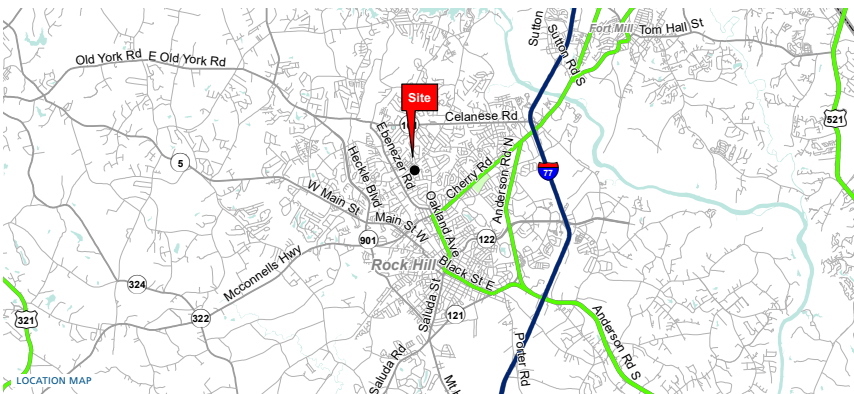 Sutton
Sutton Rd S
Fort Mill
Tom Hall St
Old York Rd
E Old York Rd
Site
Celanese Rd
521
5
Ebenezer Rd
Heckle Blvd
Cherry Rd
Anderson Rd N
77
W Main St
Oakland Ave
Main St W
901
122
Rock Hill
Mcconnells Hwy
Black St E
324
322
321
121
Saluda St
Anderson Rd S
Porter Rd
Saluda Rd
LOCATION MAP